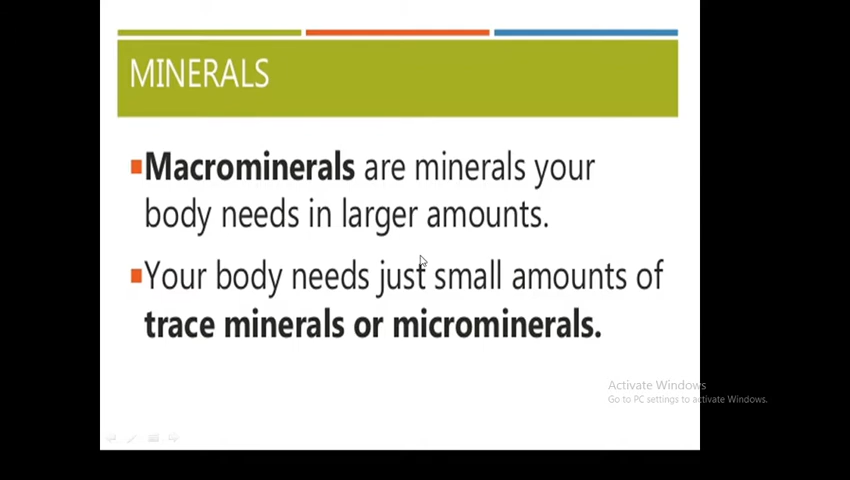 MINERALS
▪Macrominerals are minerals your
body needs in larger amounts.
▪Your body needs just small amounts of
trace minerals or microminerals.
Activate Windows
Go to PC settings to activate Windows.